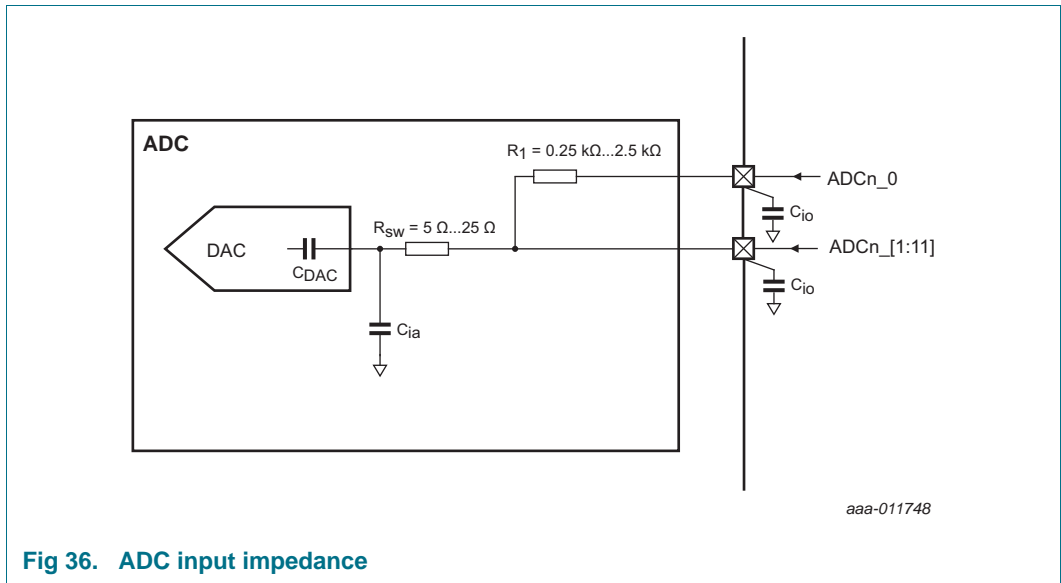 ADC
R1 = 0.25 kΩ...2.5 kΩ
ADCn_0
Cio
Rsw = 5 Ω...25 Ω
DAC
CDAC
ADCn_[1:11]
Cio
Cia
aaa-011748
Fig 36. ADC input impedance